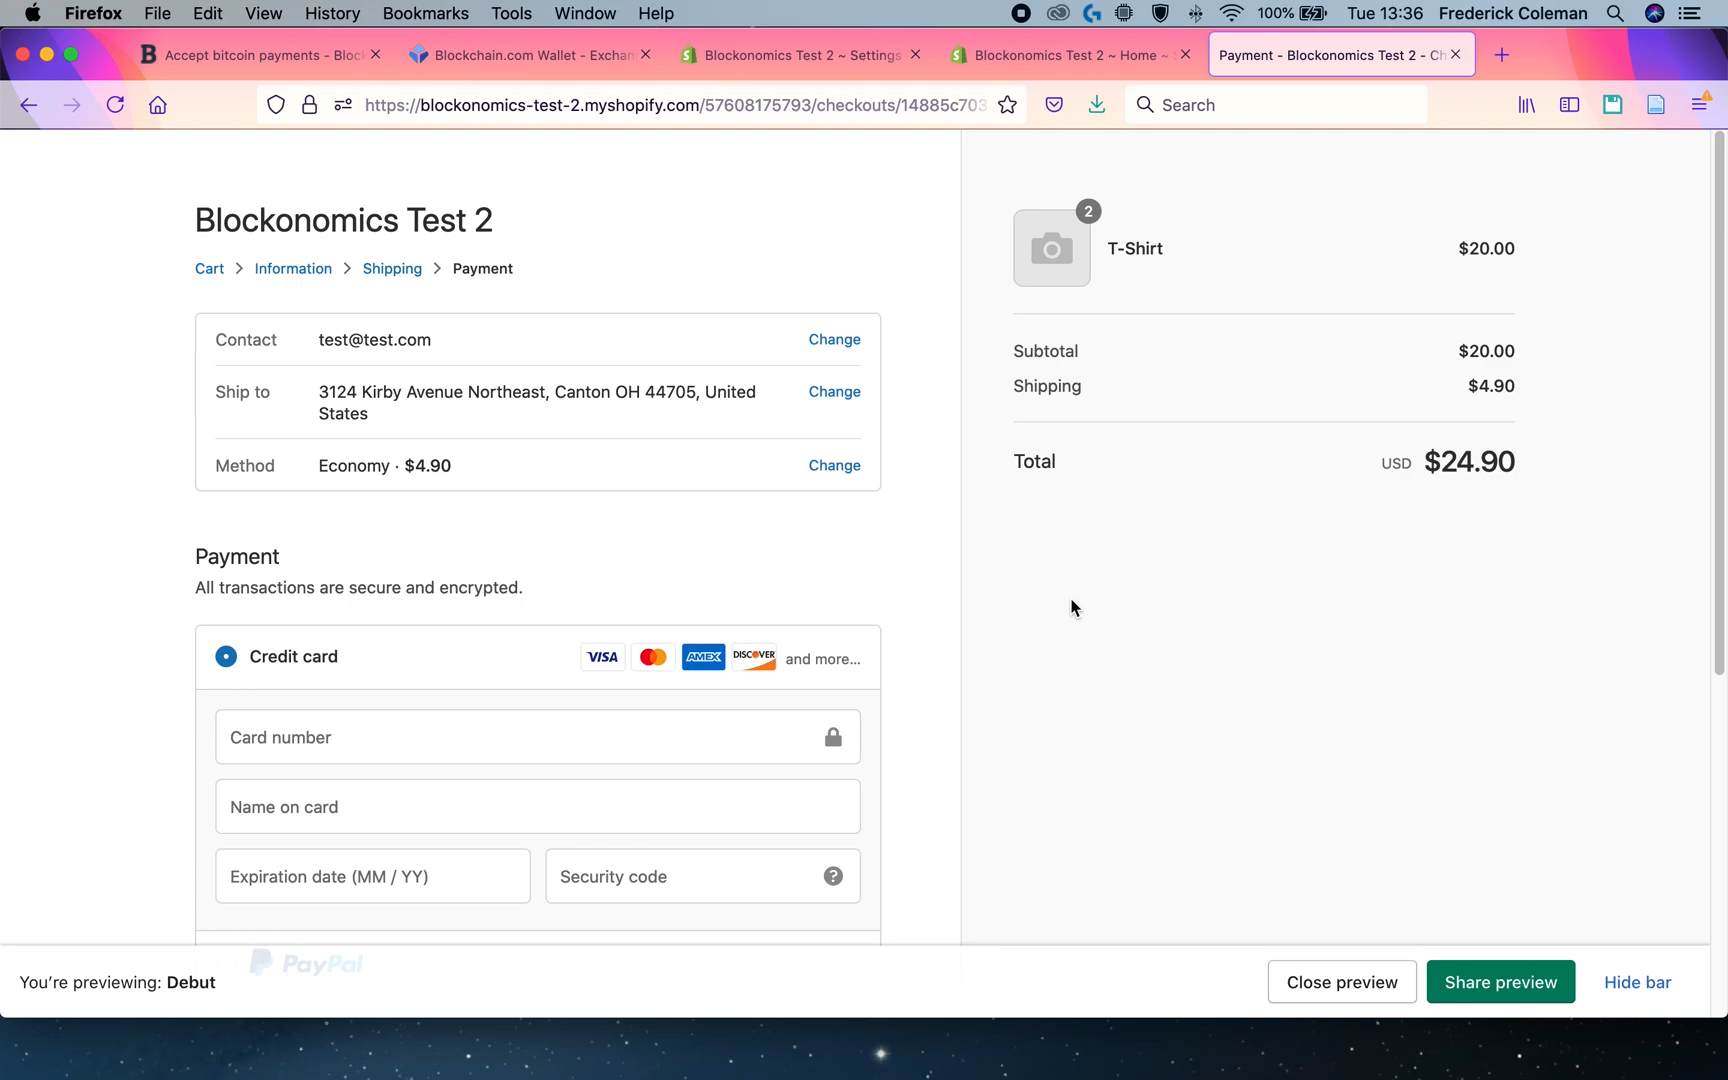 Firefox File Edit View History Bookmarks Tools Window Help 100% Tue 13:36 Frederick Coleman
B Accept bitcoin payments - Bloc Blockchain.com Wallet - Exchan Blockonomics Test 2 ~ Settings Blockonomics Test 2 ~ Home ~ Payment - Blockonomics Test 2 - Ch
https://blockonomics-test-2.myshopify.com/57608175793/checkouts/14885c703 Search
Blockonomics Test 2
Cart > Information > Shipping > Payment
Contact test@test.com Change
Ship to 3124 Kirby Avenue Northeast, Canton OH 44705, United Change
States
Method Economy · $4.90 Change
Payment
All transactions are secure and encrypted.
Credit card VISA AMEX DISCOVER and more...
Card number
Name on card
Expiration date (MM / YY) Security code ?
PayPal
2
T-Shirt $20.00
Subtotal $20.00
Shipping $4.90
Total USD $24.90
You're previewing: Debut Close preview Share preview Hide bar